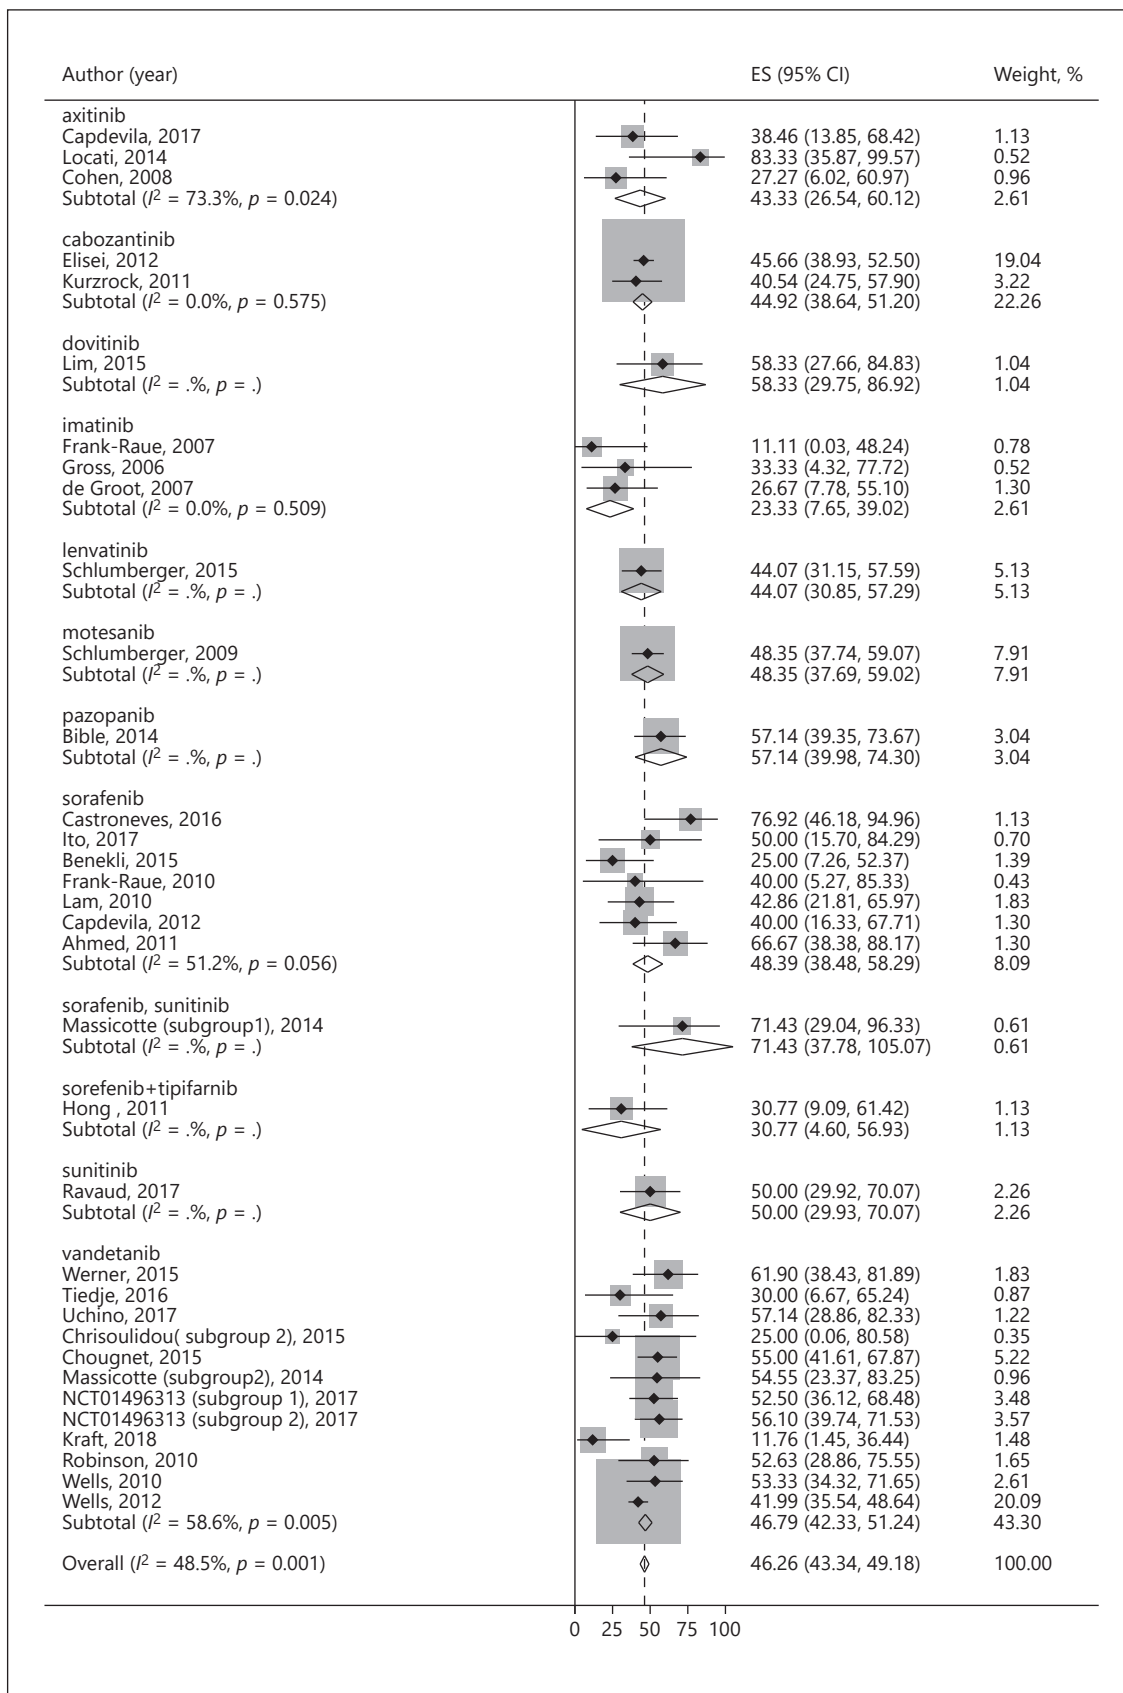 Author (year) ES (95% CI) Weight, %
axitinib
Capdevila, 2017 38.46 (13.85, 68.42) 1.13
Locati, 2014 83.33 (35.87, 99.57) 0.52
Cohen, 2008 27.27 (6.02, 60.97) 0.96
Subtotal (I² = 73.3%, p = 0.024) 43.33 (26.54, 60.12) 2.61
cabozantinib
Elisei, 2012 45.66 (38.93, 52.50) 19.04
Kurzrock, 2011 40.54 (24.75, 57.90) 3.22
Subtotal (I² = 0.0%, p = 0.575) 44.92 (38.64, 51.20) 22.26
dovitinib
Lim, 2015 58.33 (27.66, 84.83) 1.04
Subtotal (I² = .%, p = .) 58.33 (29.75, 86.92) 1.04
imatinib
Frank-Raue, 2007 11.11 (0.03, 48.24) 0.78
Gross, 2006 33.33 (4.32, 77.72) 0.52
de Groot, 2007 26.67 (7.78, 55.10) 1.30
Subtotal (I² = 0.0%, p = 0.509) 23.33 (7.65, 39.02) 2.61
lenvatinib
Schlumberger, 2015 44.07 (31.15, 57.59) 5.13
Subtotal (I² = .%, p = .) 44.07 (30.85, 57.29) 5.13
motesanib
Schlumberger, 2009 48.35 (37.74, 59.07) 7.91
Subtotal (I² = .%, p = .) 48.35 (37.69, 59.02) 7.91
pazopanib
Bible, 2014 57.14 (39.35, 73.67) 3.04
Subtotal (I² = .%, p = .) 57.14 (39.98, 74.30) 3.04
sorafenib
Castroneves, 2016 76.92 (46.18, 94.96) 1.13
Ito, 2017 50.00 (15.70, 84.29) 0.70
Benekli, 2015 25.00 (7.26, 52.37) 1.39
Frank-Raue, 2010 40.00 (5.27, 85.33) 0.43
Lam, 2010 42.86 (21.81, 65.97) 1.83
Capdevila, 2012 40.00 (16.33, 67.71) 1.30
Ahmed, 2011 66.67 (38.38, 88.17) 1.30
Subtotal (I² = 51.2%, p = 0.056) 48.39 (38.48, 58.29) 8.09
sorafenib, sunitinib
Massicotte (subgroup1), 2014 71.43 (29.04, 96.33) 0.61
Subtotal (I² = .%, p = .) 71.43 (37.78, 105.07) 0.61
sorefenib+tipifarnib
Hong , 2011 30.77 (9.09, 61.42) 1.13
Subtotal (I² = .%, p = .) 30.77 (4.60, 56.93) 1.13
sunitinib
Ravaud, 2017 50.00 (29.92, 70.07) 2.26
Subtotal (I² = .%, p = .) 50.00 (29.93, 70.07) 2.26
vandetanib
Werner, 2015 61.90 (38.43, 81.89) 1.83
Tiedje, 2016 30.00 (6.67, 65.24) 0.87
Uchino, 2017 57.14 (28.86, 82.33) 1.22
Chrisoulidou( subgroup 2), 2015 25.00 (0.06, 80.58) 0.35
Chougnet, 2015 55.00 (41.61, 67.87) 5.22
Massicotte (subgroup2), 2014 54.55 (23.37, 83.25) 0.96
NCT01496313 (subgroup 1), 2017 52.50 (36.12, 68.48) 3.48
NCT01496313 (subgroup 2), 2017 56.10 (39.74, 71.53) 3.57
Kraft, 2018 11.76 (1.45, 36.44) 1.48
Robinson, 2010 52.63 (28.86, 75.55) 1.65
Wells, 2010 53.33 (34.32, 71.65) 2.61
Wells, 2012 41.99 (35.54, 48.64) 20.09
Subtotal (I² = 58.6%, p = 0.005) 46.79 (42.33, 51.24) 43.30
Overall (I² = 48.5%, p = 0.001) 46.26 (43.34, 49.18) 100.00
0 25 50 75 100